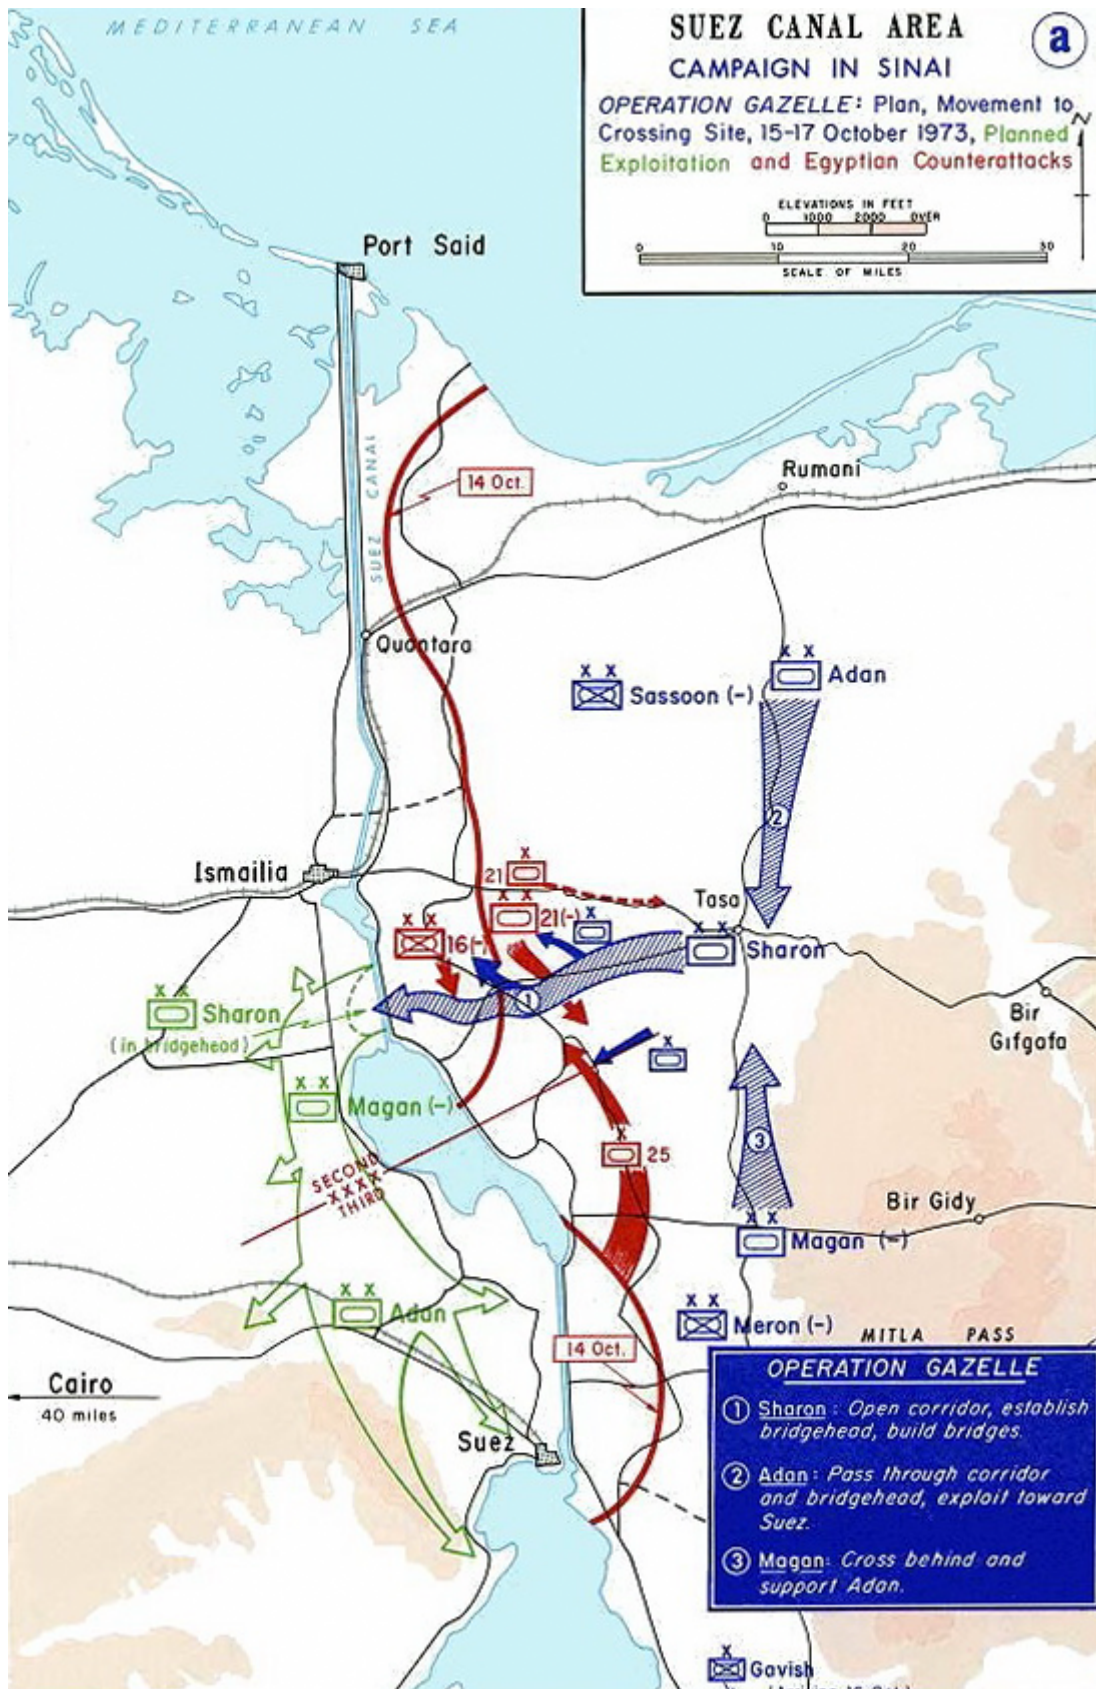 MEDITERRANEAN SEA
SUEZ CANAL AREA
a
CAMPAIGN IN SINAI
OPERATION GAZELLE: Plan, Movement to
Crossing Site, 15-17 October 1973, Planned
Exploitation and Egyptian Counterattacks
N
ELEVATIONS IN FEET
0 1000 2000 OVER
0 10 20 30
SCALE OF MILES
Port Said
SUEZ CANAL
14 Oct.
Rumani
Quantara
X X
Sassoon (-)
X X
Adan
2
Ismailia
X
21
X X
21(-)
X
X X
16(-)
Tasa
X X
Sharon
1
X X
Sharon
(in bridgehead)
Bir
Gifgafa
X
X X
Magan (-)
3
X
25
SECOND
XXXX
THIRD
Bir Gidy
X X
Magan (-)
X X
Adan
X X
Meron (-)
MITLA PASS
14 Oct.
Cairo
40 miles
Suez
OPERATION GAZELLE
1 Sharon: Open corridor, establish
bridgehead, build bridges.
2 Adan: Pass through corridor
and bridgehead, exploit toward
Suez.
3 Magan: Cross behind and
support Adan.
X
Gavish